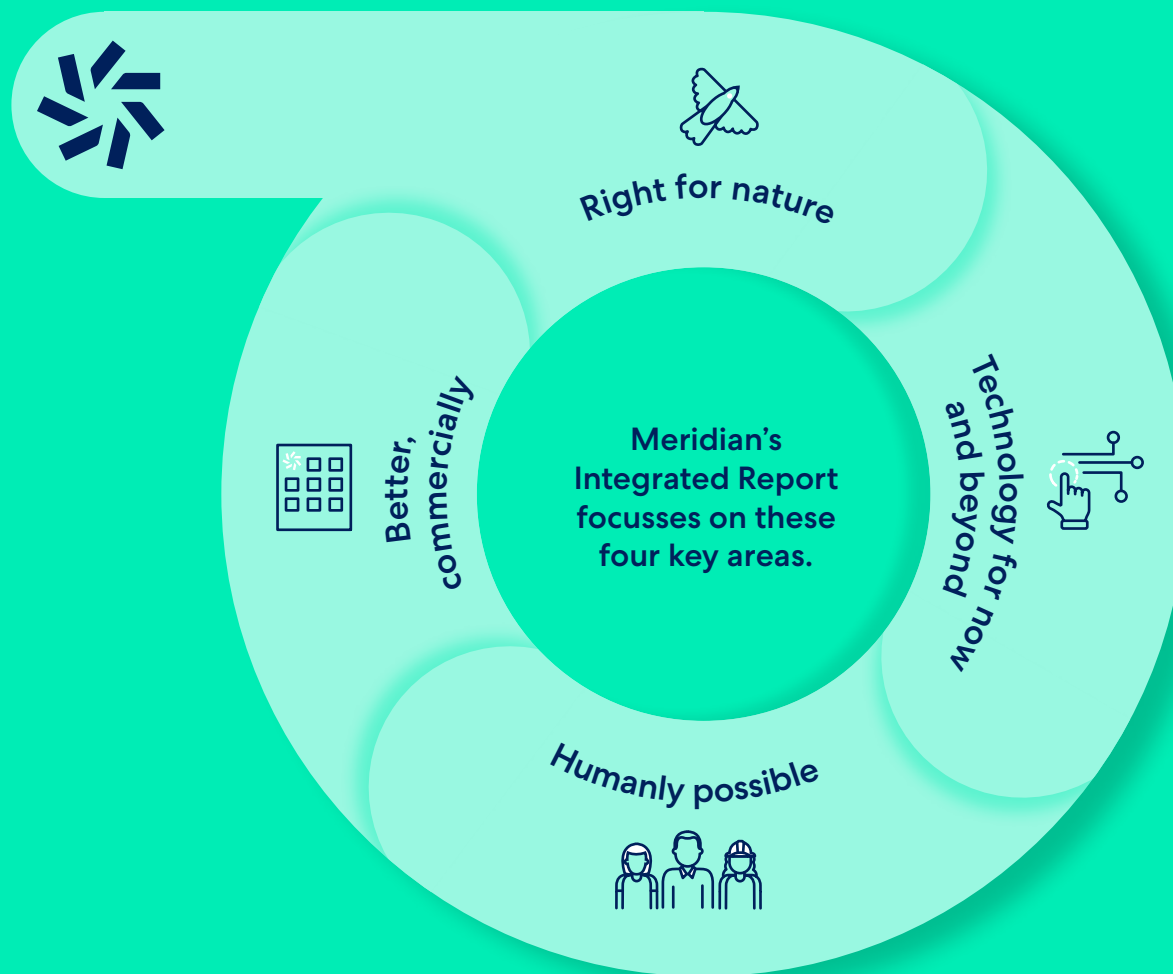 Right for nature
Technology for now
and beyond
Humanly possible
Better,
commercially
Meridian’s
Integrated Report
focusses on these
four key areas.